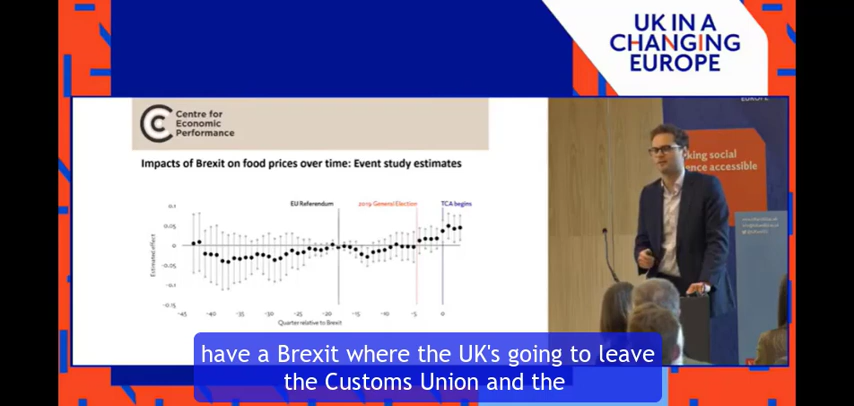 UK IN A
CHANGING
EUROPE
Centre for
Economic
Performance
Impacts of Brexit on food prices over time: Event study estimates
EU Referendum
2019 General Election
TCA begins
Estimated effect
0.1
0.05
0
-0.05
-0.1
-0.15
-45
-40
-35
-30
-25
-20
-15
-10
-5
0
Quarter relative to Brexit
king social
ence accessible
have a Brexit where the UK's going to leave
the Customs Union and the